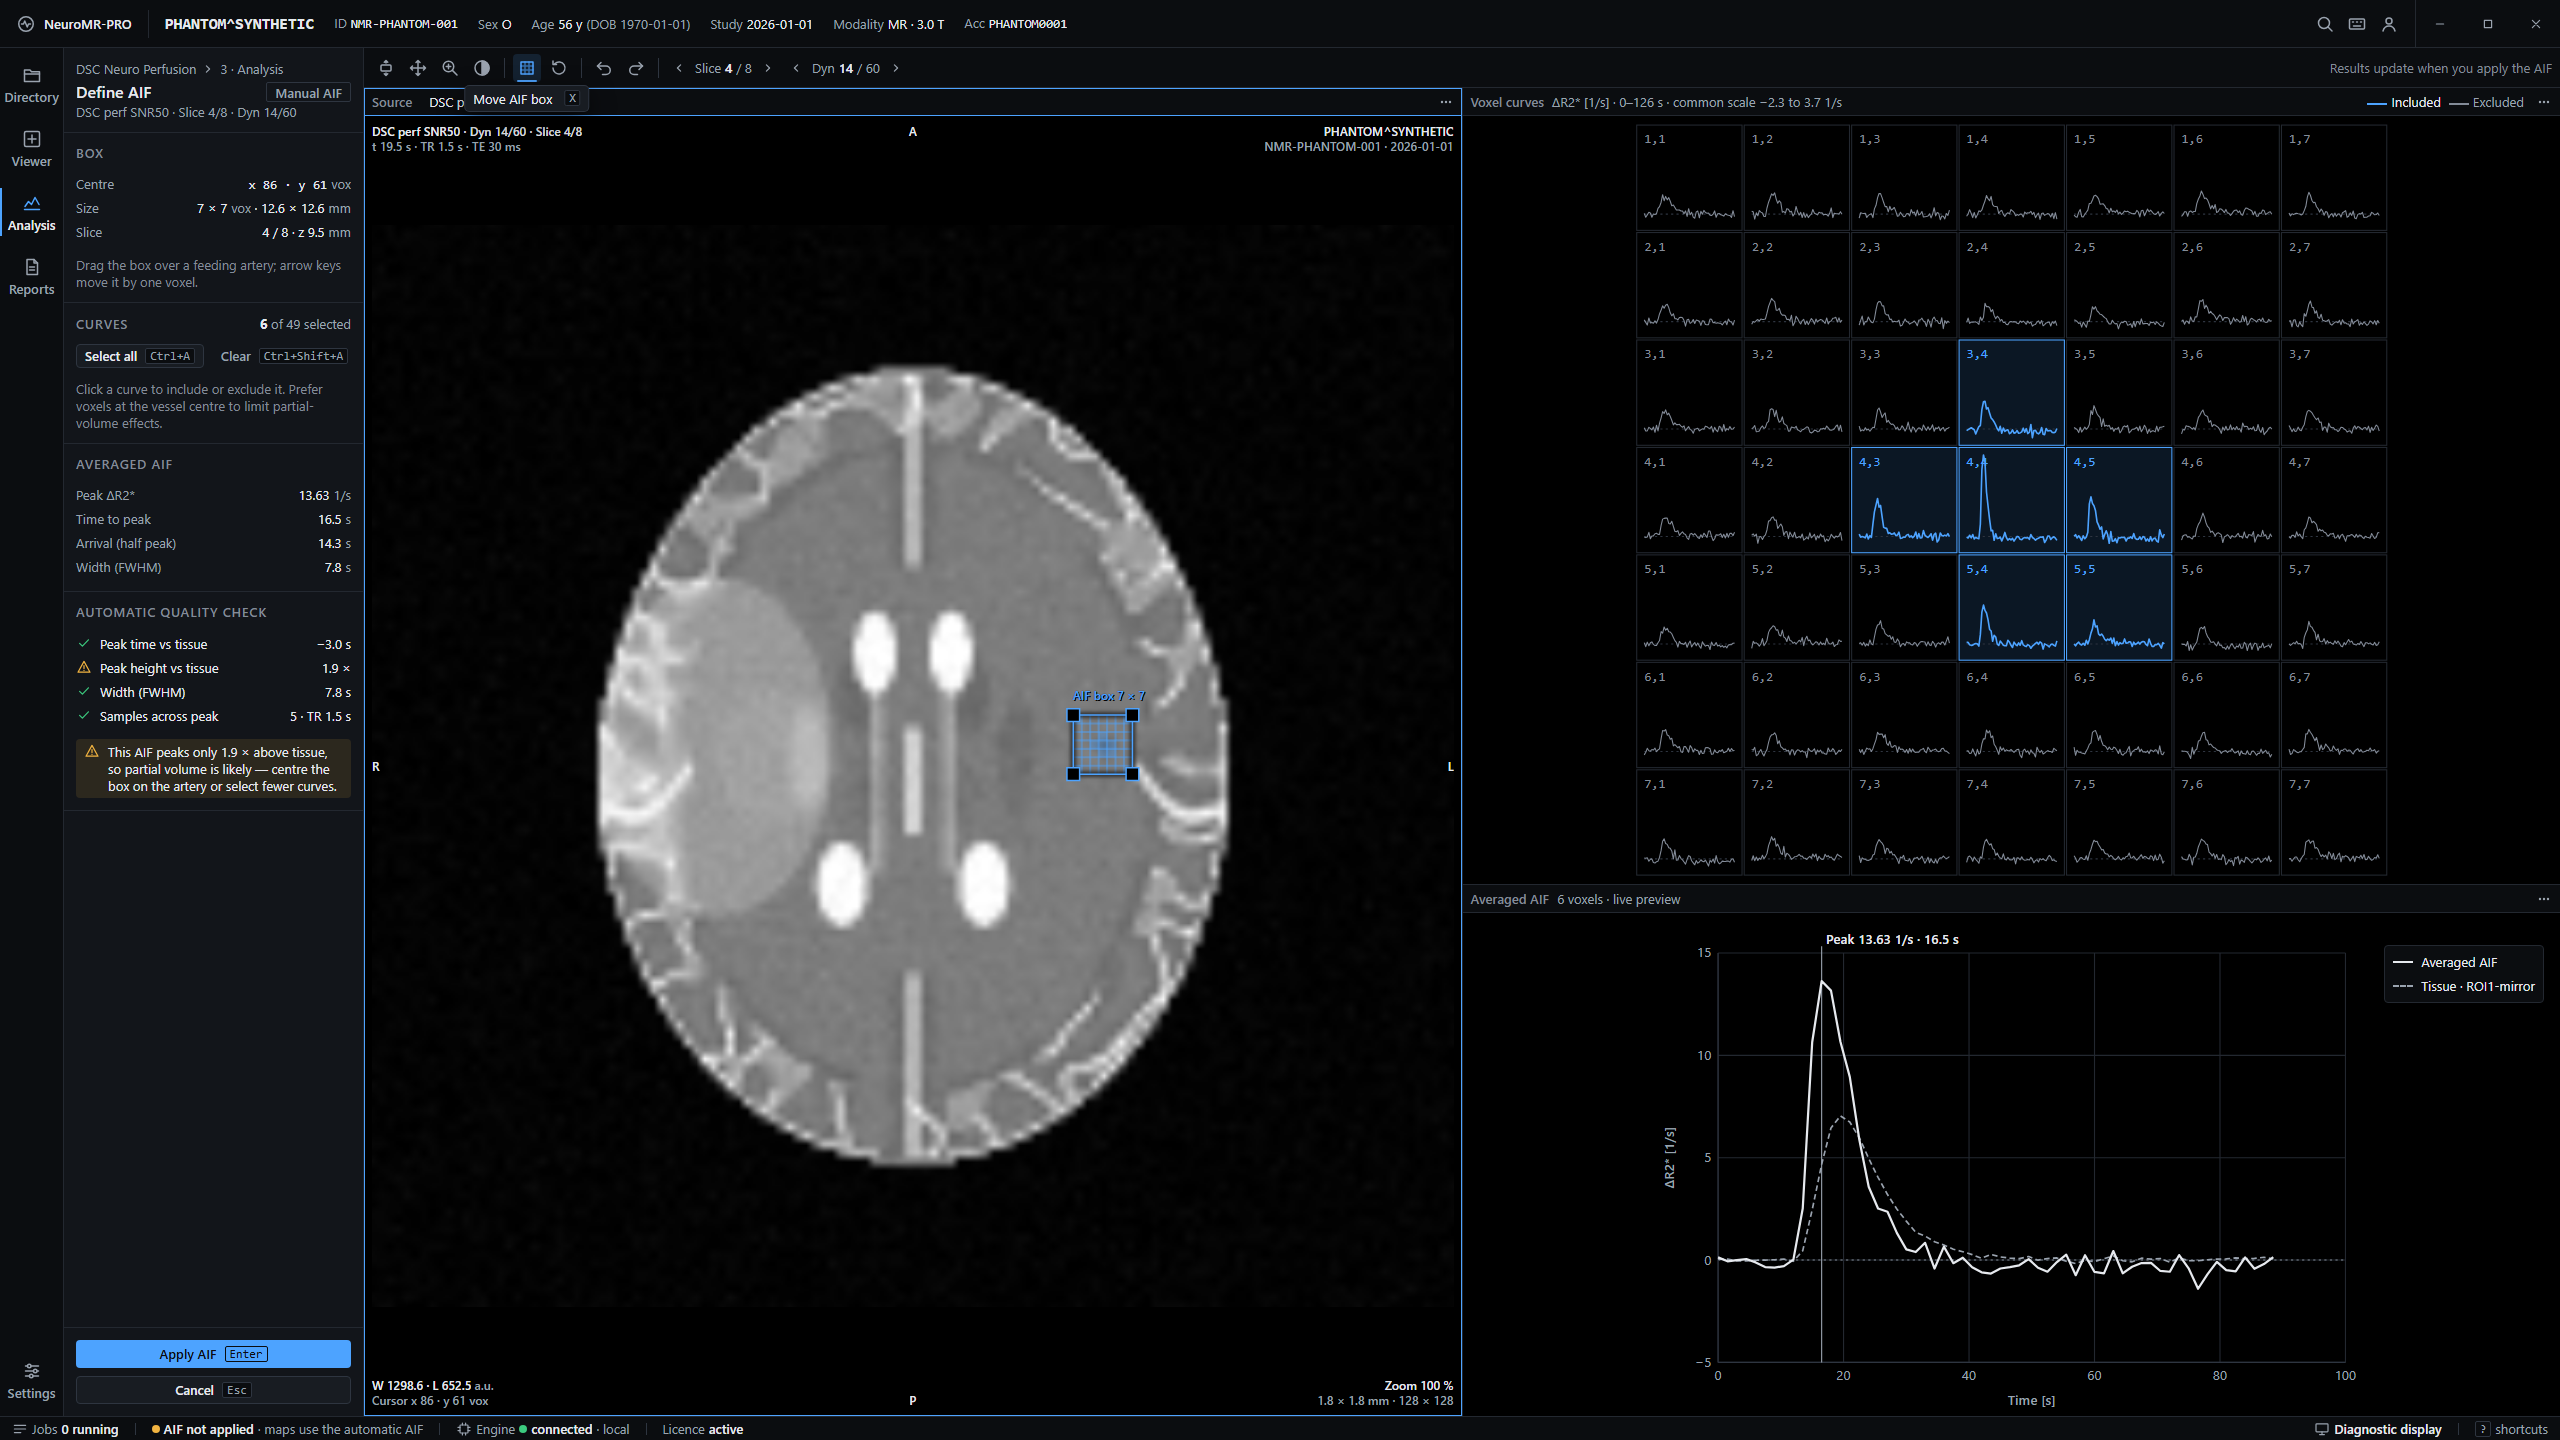 NeuroMR-PRO PHANTOM^SYNTHETIC ID NMR-PHANTOM-001 Sex O Age 56 y (DOB 1970-01-01) Study 2026-01-01 Modality MR · 3.0 T Acc PHANTOM0001
Directory
Viewer
Analysis
Reports
Settings
DSC Neuro Perfusion > 3 · Analysis
Define AIF Manual AIF
DSC perf SNR50 · Slice 4/8 · Dyn 14/60
BOX
Centre x 86 · y 61 vox
Size 7 × 7 vox · 12.6 × 12.6 mm
Slice 4 / 8 · z 9.5 mm
Drag the box over a feeding artery; arrow keys
move it by one voxel.
CURVES 6 of 49 selected
Select all Ctrl+A Clear Ctrl+Shift+A
Click a curve to include or exclude it. Prefer
voxels at the vessel centre to limit partial-
volume effects.
AVERAGED AIF
Peak ΔR2* 13.63 1/s
Time to peak 16.5 s
Arrival (half peak) 14.3 s
Width (FWHM) 7.8 s
AUTOMATIC QUALITY CHECK
Peak time vs tissue −3.0 s
Peak height vs tissue 1.9 ×
Width (FWHM) 7.8 s
Samples across peak 5 · TR 1.5 s
This AIF peaks only 1.9 × above tissue,
so partial volume is likely — centre the
box on the artery or select fewer curves.
Apply AIF Enter
Cancel Esc
Slice 4 / 8 Dyn 14 / 60 Results update when you apply the AIF
Source DSC p
Move AIF box X
DSC perf SNR50 · Dyn 14/60 · Slice 4/8
t 19.5 s · TR 1.5 s · TE 30 ms
A
PHANTOM^SYNTHETIC
NMR-PHANTOM-001 · 2026-01-01
AIF box 7 × 7
R
L
W 1298.6 · L 652.5 a.u.
Cursor x 86 · y 61 vox
P
Zoom 100 %
1.8 × 1.8 mm · 128 × 128
Voxel curves ΔR2* [1/s] · 0–126 s · common scale −2.3 to 3.7 1/s Included Excluded
1,1 1,2 1,3 1,4 1,5 1,6 1,7
2,1 2,2 2,3 2,4 2,5 2,6 2,7
3,1 3,2 3,3 3,4 3,5 3,6 3,7
4,1 4,2 4,3 4,4 4,5 4,6 4,7
5,1 5,2 5,3 5,4 5,5 5,6 5,7
6,1 6,2 6,3 6,4 6,5 6,6 6,7
7,1 7,2 7,3 7,4 7,5 7,6 7,7
Averaged AIF 6 voxels · live preview
Peak 13.63 1/s · 16.5 s
Averaged AIF
Tissue · ROI1-mirror
15
10
5
0
−5
ΔR2* [1/s]
0 20 40 60 80 100
Time [s]
Jobs 0 running AIF not applied · maps use the automatic AIF Engine connected · local Licence active Diagnostic display ? shortcuts